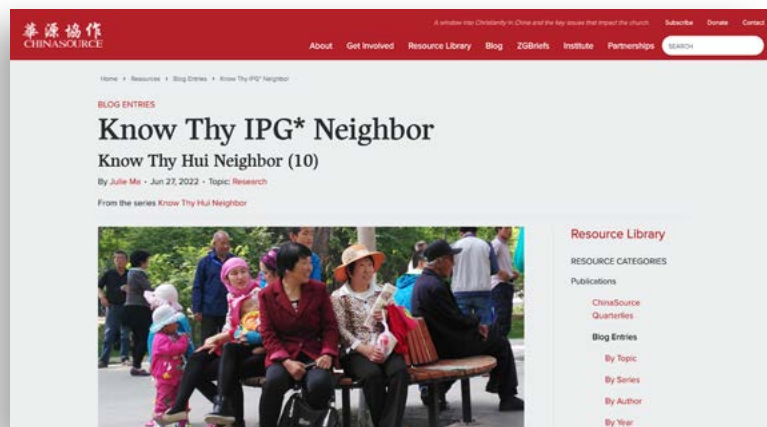 華源協作
CHINASOURCE
A window into Christianity in China and the key issues that impact the church.
Subscribe Donate Contact
About Get Involved Resource Library Blog ZGBriefs Institute Partnerships SEARCH
Home > Resources > Blog Entries > Know Thy IPG* Neighbor
BLOG ENTRIES
Know Thy IPG* Neighbor
Know Thy Hui Neighbor (10)
By Julie Ma • Jun 27, 2022 • Topic: Research
From the series Know Thy Hui Neighbor
Resource Library
RESOURCE CATEGORIES
Publications
ChinaSource
Quarterlies
Blog Entries
By Topic
By Series
By Author
By Year